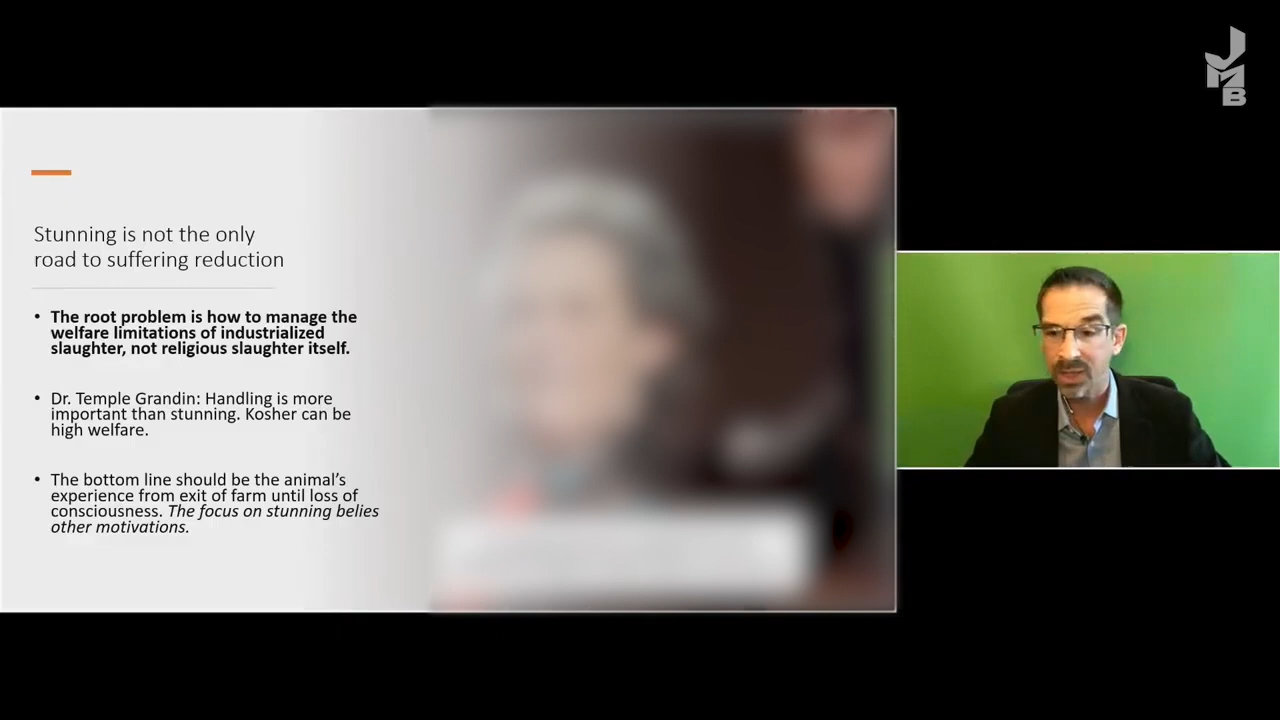 JMB
Stunning is not the only
road to suffering reduction
• The root problem is how to manage the
welfare limitations of industrialized
slaughter, not religious slaughter itself.
• Dr. Temple Grandin: Handling is more
important than stunning. Kosher can be
high welfare.
• The bottom line should be the animal's
experience from exit of farm until loss of
consciousness. The focus on stunning belies
other motivations.